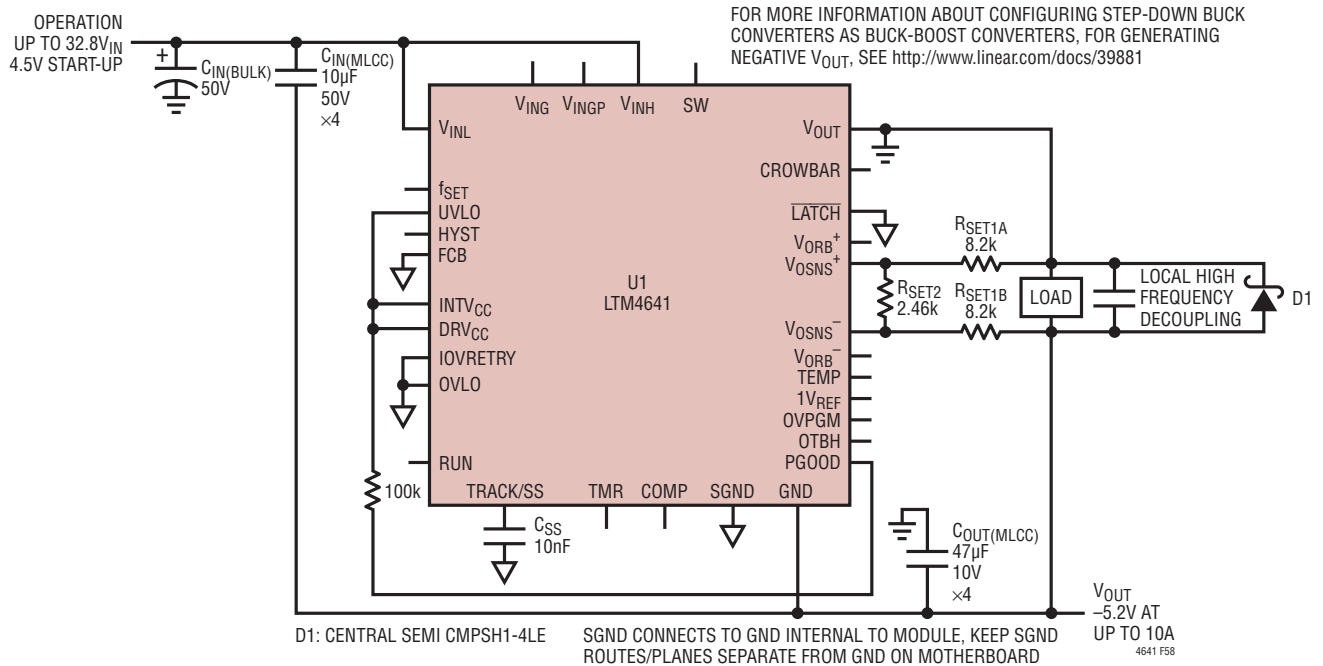 OPERATION
UP TO 32.8VIN
4.5V START-UP
FOR MORE INFORMATION ABOUT CONFIGURING STEP-DOWN BUCK
CONVERTERS AS BUCK-BOOST CONVERTERS, FOR GENERATING
NEGATIVE VOUT, SEE http://www.linear.com/docs/39881
+
CIN(BULK)
50V
CIN(MLCC)
10µF
50V
×4
VING
VINGP
VINH
SW
VINL
fSET
UVLO
HYST
FCB
INTVCC
DRVCC
IOVRETRY
OVLO
RUN
U1
LTM4641
VOUT
CROWBAR
LATCH
VORB+
VOSNS+
VOSNS–
VORB–
TEMP
1VREF
OVPGM
OTBH
PGOOD
TRACK/SS
TMR
COMP
SGND
GND
RSET1A
8.2k
RSET2
2.46k
RSET1B
8.2k
LOAD
LOCAL HIGH
FREQUENCY
DECOUPLING
D1
100k
CSS
10nF
COUT(MLCC)
47µF
10V
×4
VOUT
–5.2V AT
UP TO 10A
4641 F58
D1: CENTRAL SEMI CMPSH1-4LE
SGND CONNECTS TO GND INTERNAL TO MODULE, KEEP SGND
ROUTES/PLANES SEPARATE FROM GND ON MOTHERBOARD